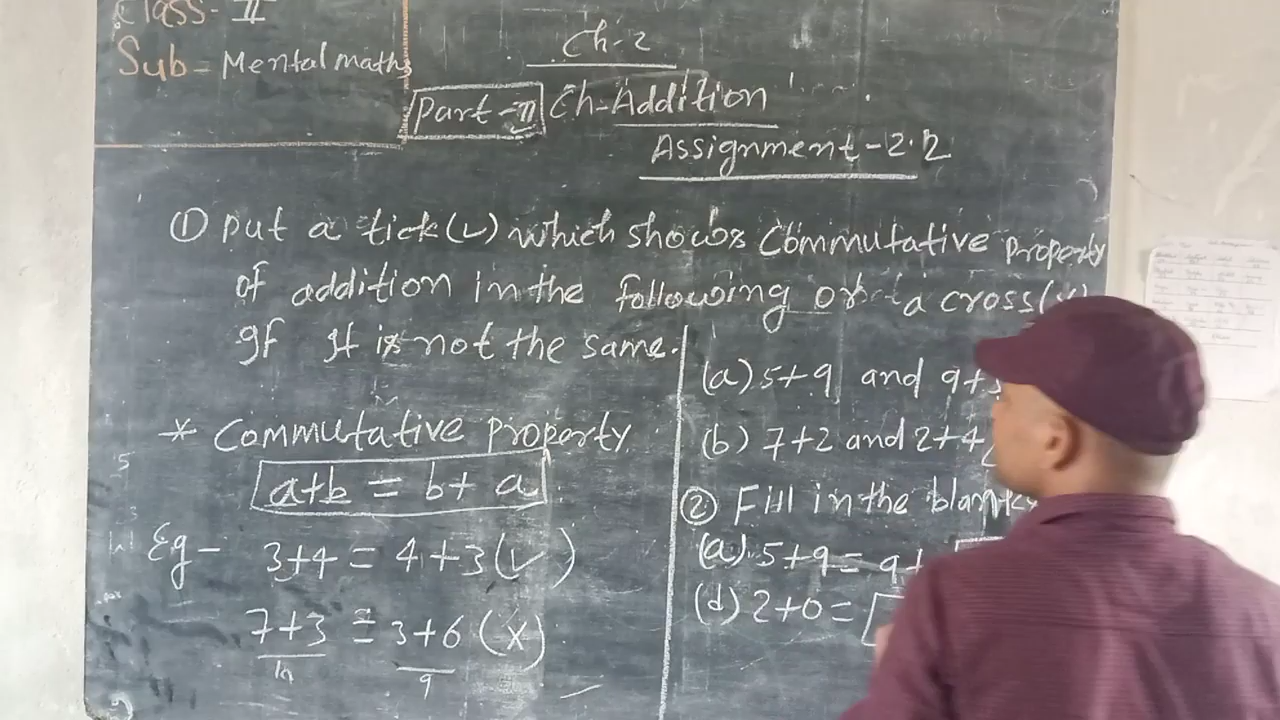 Class - II
Sub - Mental maths
Ch-2
Part-II Ch-Addition
Assignment-2.2
① Put a tick (✓) which shows Commutative Property
of addition in the following or a cross (x)
If It is not the same.
* Commutative property
a+b = b+a
Eg - 3+4 = 4+3 (✓)
7+3 = 3+6 (x)
9
(a) 5+9 and 9+5
(b) 7+2 and 2+4
② Fill in the blanks
(a) 5+9 = 9+
(d) 2+0 =